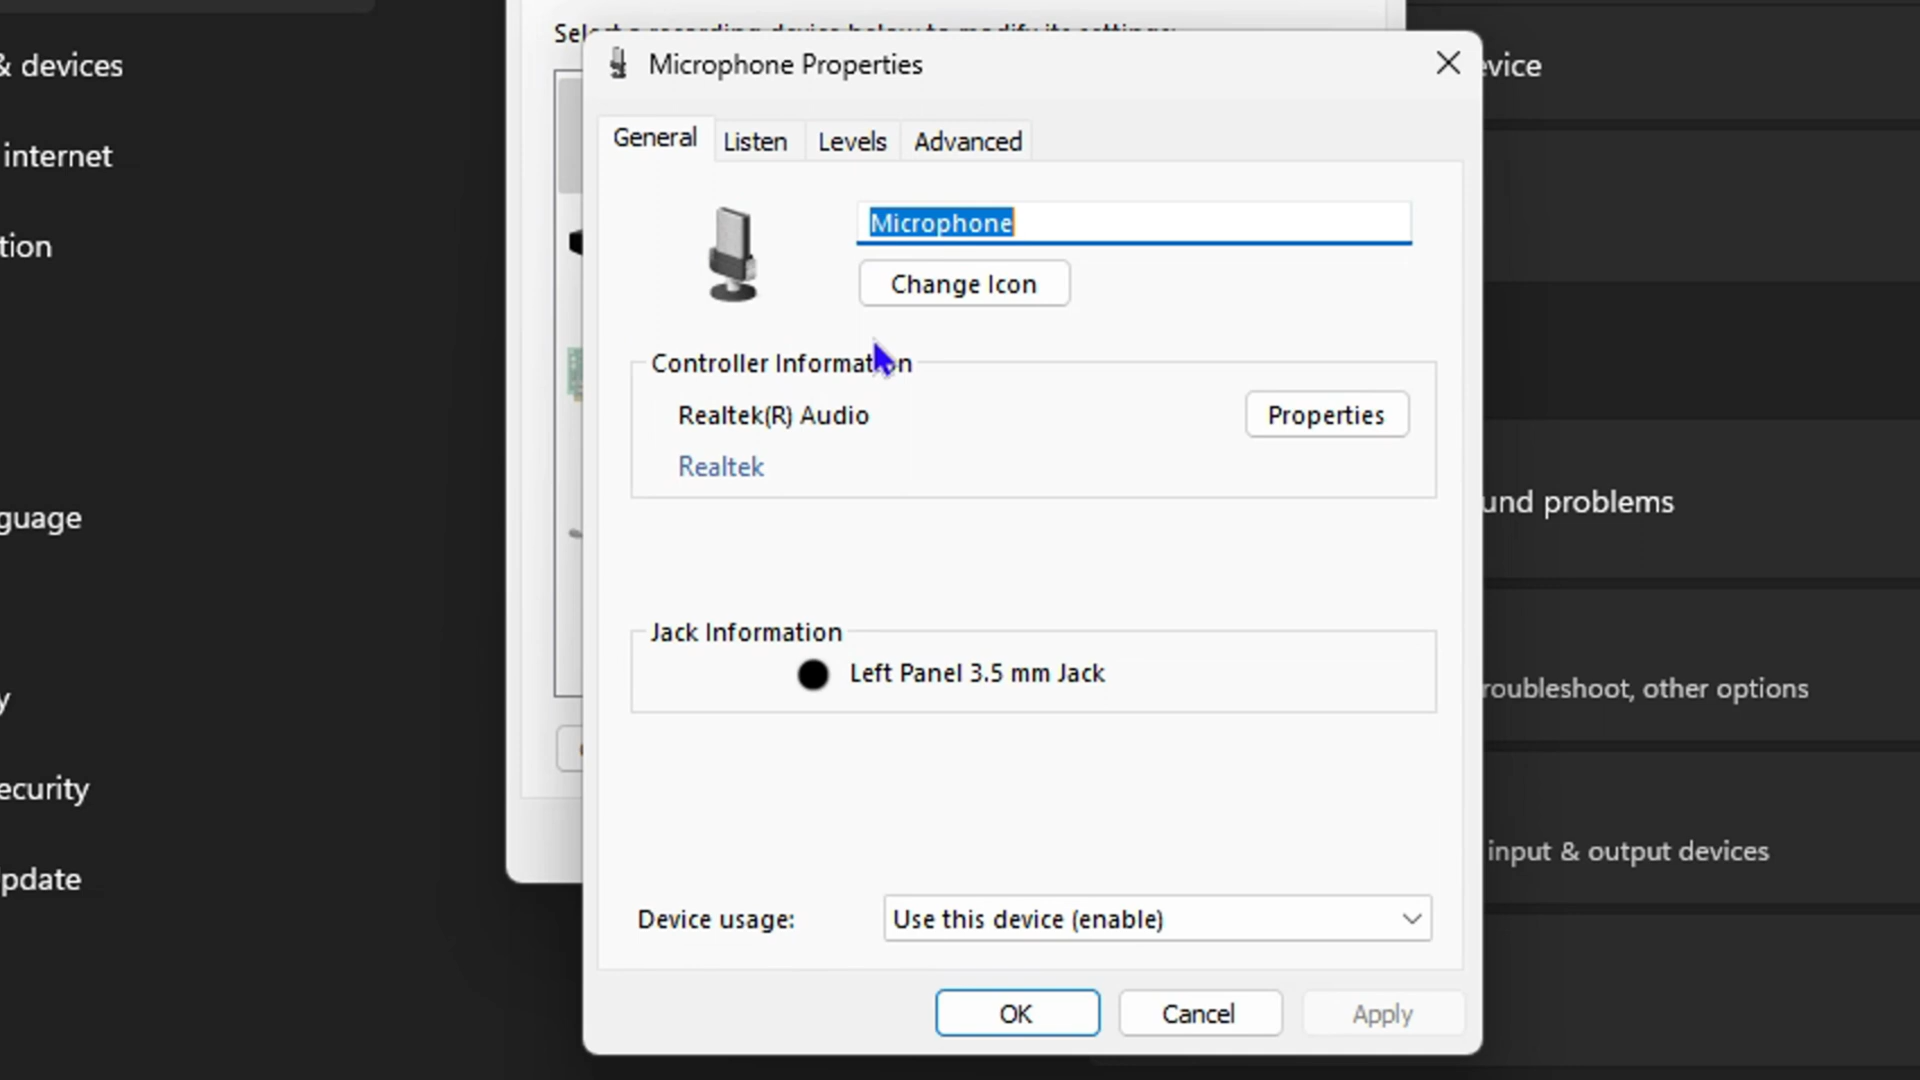 Microphone Properties
& devices
evice
General
Listen
Levels
Advanced
internet
Microphone
tion
Change Icon
Controller Information
Realtek(R) Audio
Properties
Realtek
guage
und problems
Jack Information
Left Panel 3.5 mm Jack
roubleshoot, other options
y
ecurity
input & output devices
pdate
Device usage:
Use this device (enable)
OK
Cancel
Apply